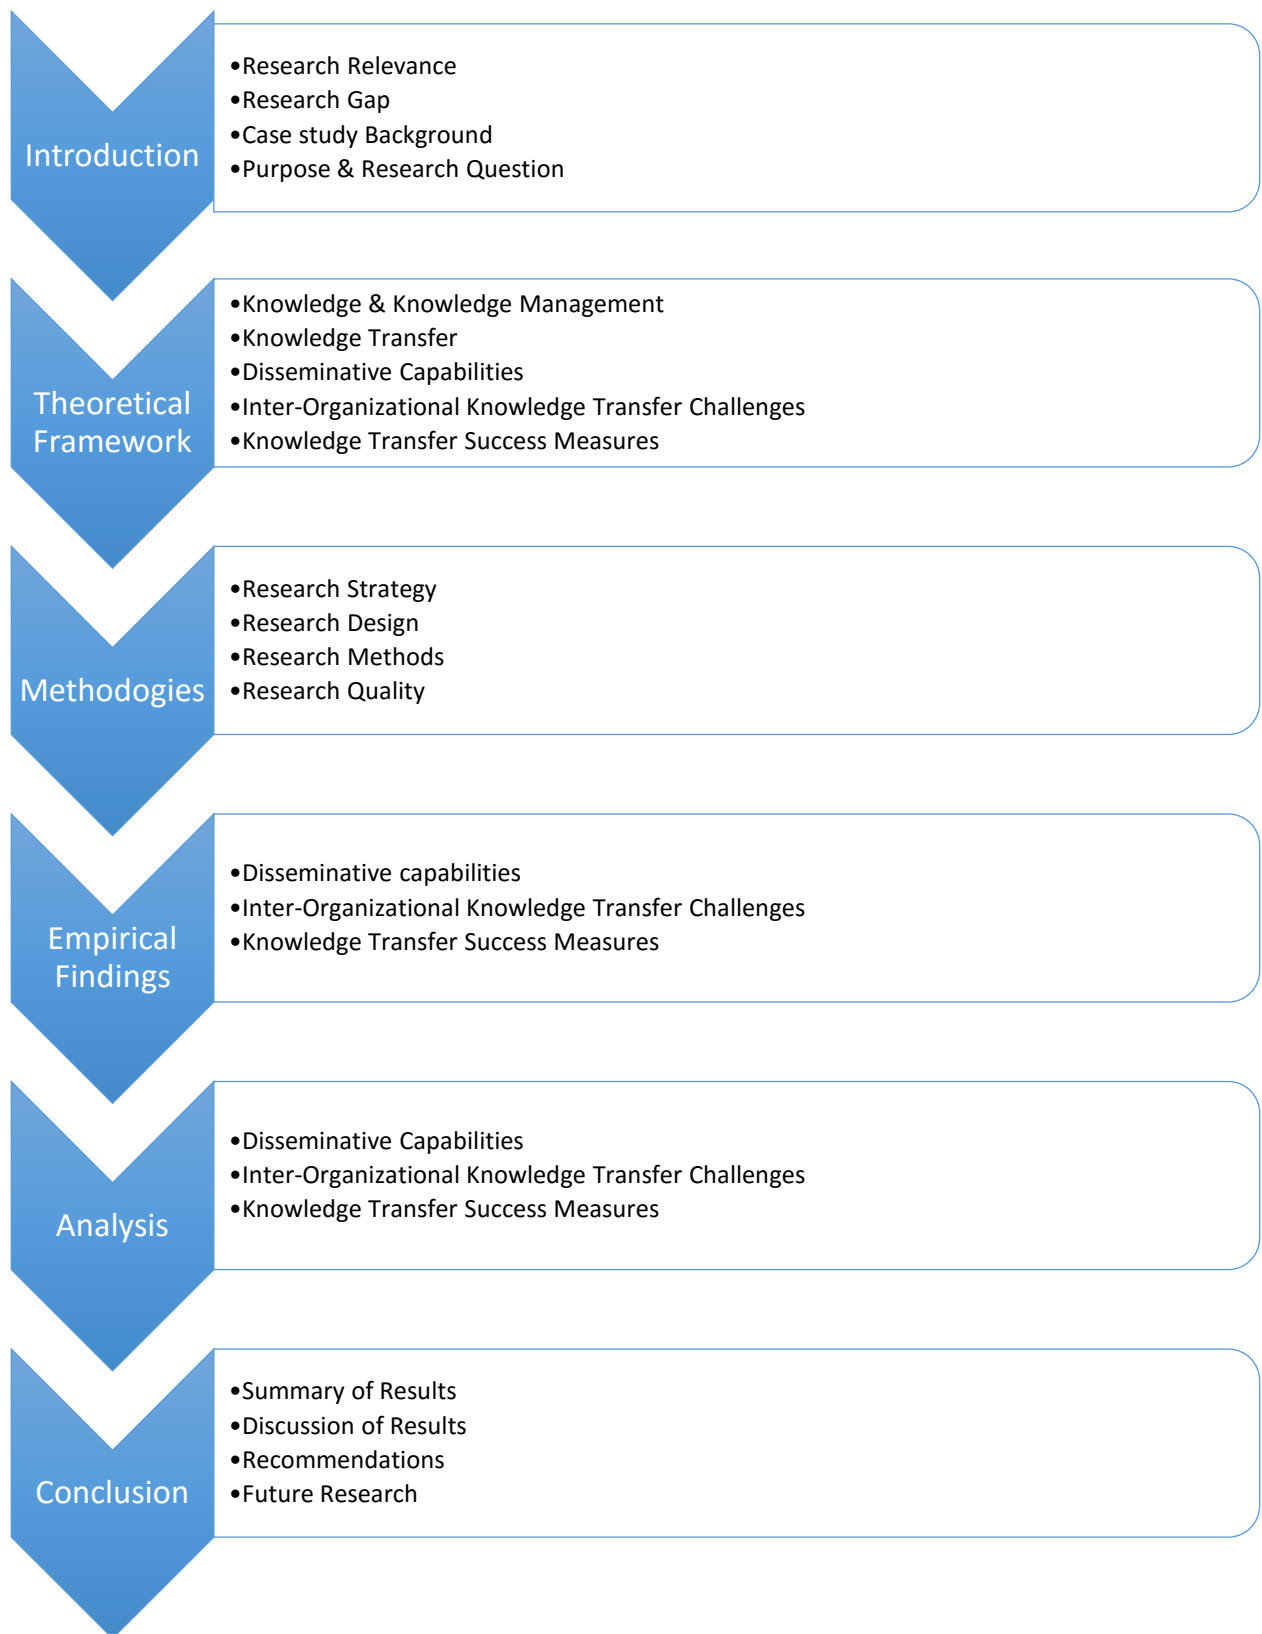 Introduction
•Research Relevance
•Research Gap
•Case study Background
•Purpose & Research Question
Theoretical
Framework
•Knowledge & Knowledge Management
•Knowledge Transfer
•Disseminative Capabilities
•Inter-Organizational Knowledge Transfer Challenges
•Knowledge Transfer Success Measures
Methodogies
•Research Strategy
•Research Design
•Research Methods
•Research Quality
Empirical
Findings
•Disseminative capabilities
•Inter-Organizational Knowledge Transfer Challenges
•Knowledge Transfer Success Measures
Analysis
•Disseminative Capabilities
•Inter-Organizational Knowledge Transfer Challenges
•Knowledge Transfer Success Measures
Conclusion
•Summary of Results
•Discussion of Results
•Recommendations
•Future Research